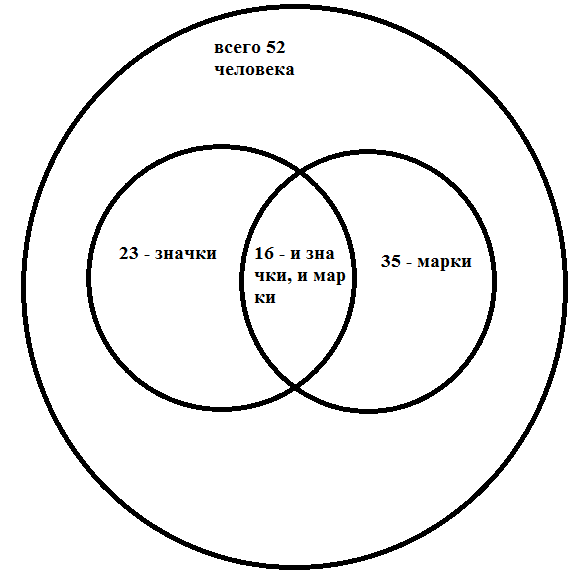 всего 52
человека
23 - значки
16 - и зна
чки, и мар
ки
35 - марки